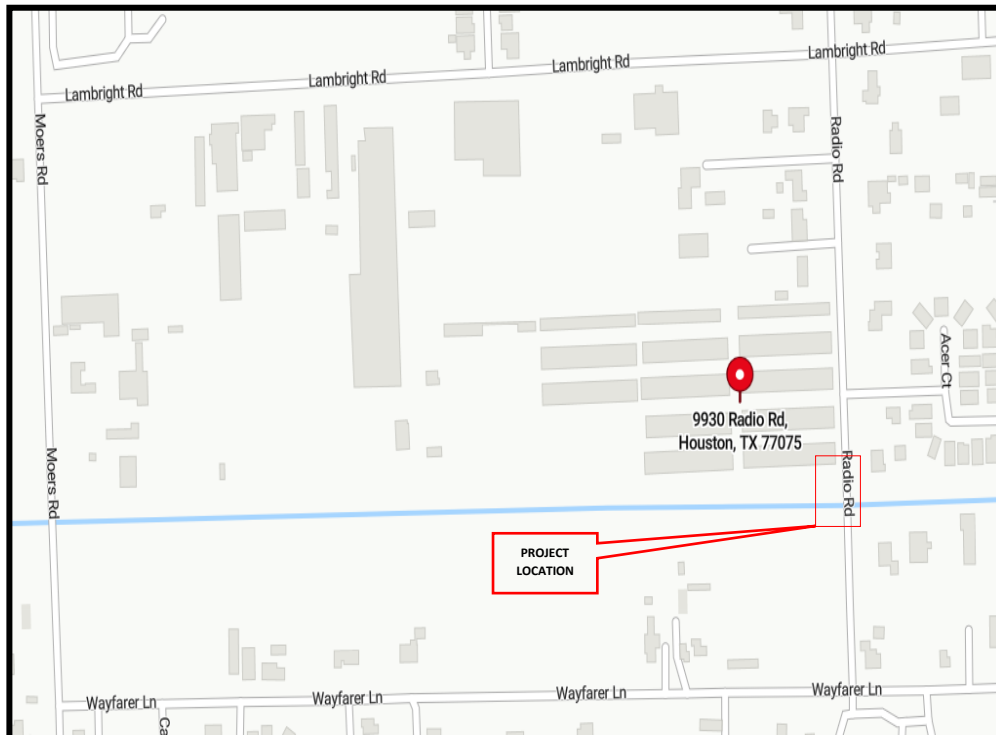 Lambright Rd
Lambright Rd
Lambright Rd
Lambright Rd
Moers Rd
Radio Rd
Acer Ct
9930 Radio Rd,
Houston, TX 77075
Moers Rd
Radio Rd
PROJECT
LOCATION
Wayfarer Ln
Wayfarer Ln
Wayfarer Ln
Wayfarer Ln
Ca